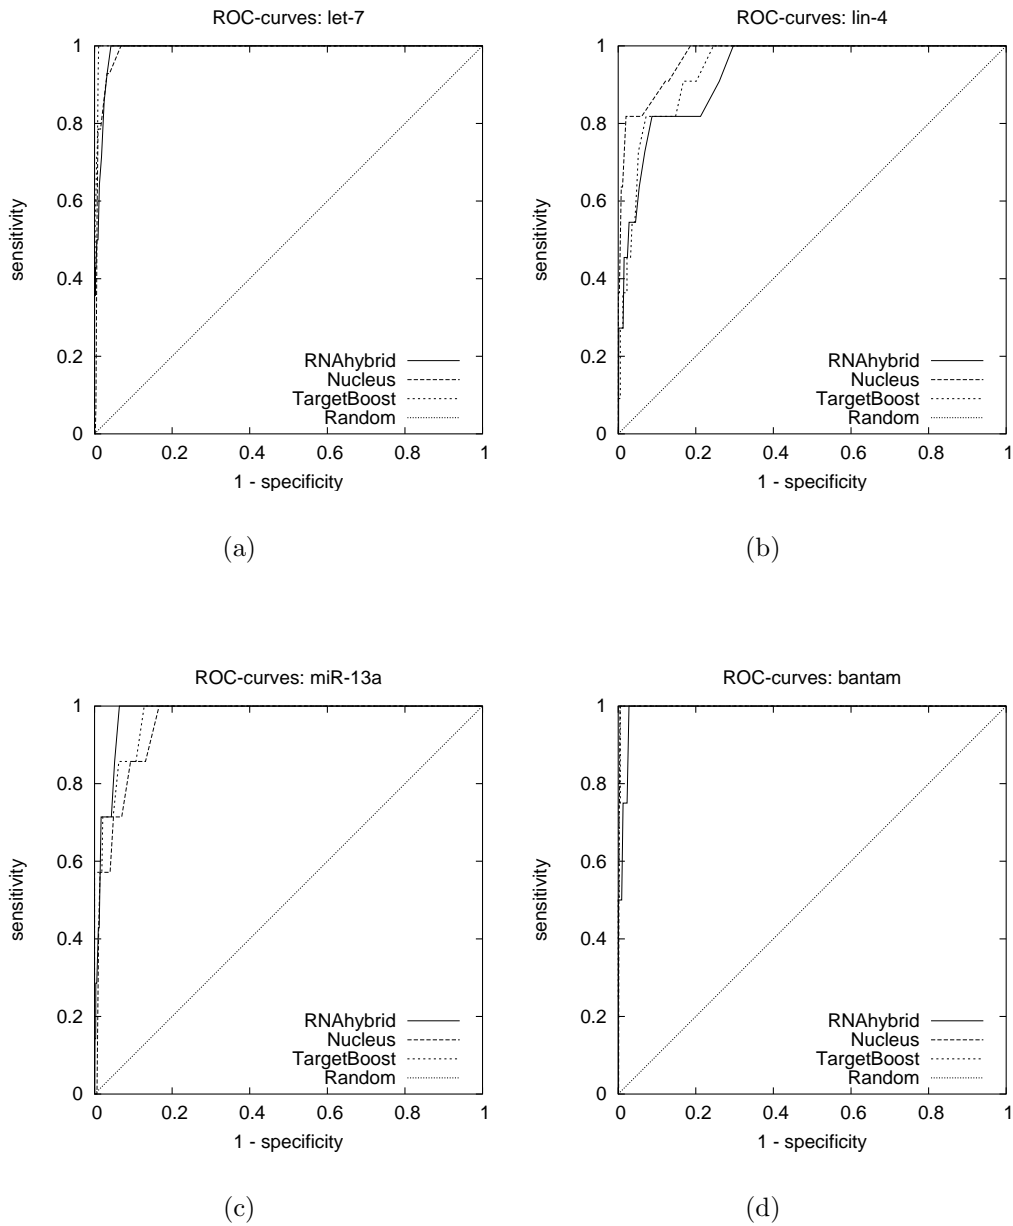 ROC-curves: let-7
1
0.8
0.6
0.4
0.2
0
sensitivity
RNAhybrid
Nucleus
TargetBoost
Random
0 0.2 0.4 0.6 0.8 1
1 - specificity
(a)
ROC-curves: lin-4
1
0.8
0.6
0.4
0.2
0
sensitivity
RNAhybrid
Nucleus
TargetBoost
Random
0 0.2 0.4 0.6 0.8 1
1 - specificity
(b)
ROC-curves: miR-13a
1
0.8
0.6
0.4
0.2
0
sensitivity
RNAhybrid
Nucleus
TargetBoost
Random
0 0.2 0.4 0.6 0.8 1
1 - specificity
(c)
ROC-curves: bantam
1
0.8
0.6
0.4
0.2
0
sensitivity
RNAhybrid
Nucleus
TargetBoost
Random
0 0.2 0.4 0.6 0.8 1
1 - specificity
(d)